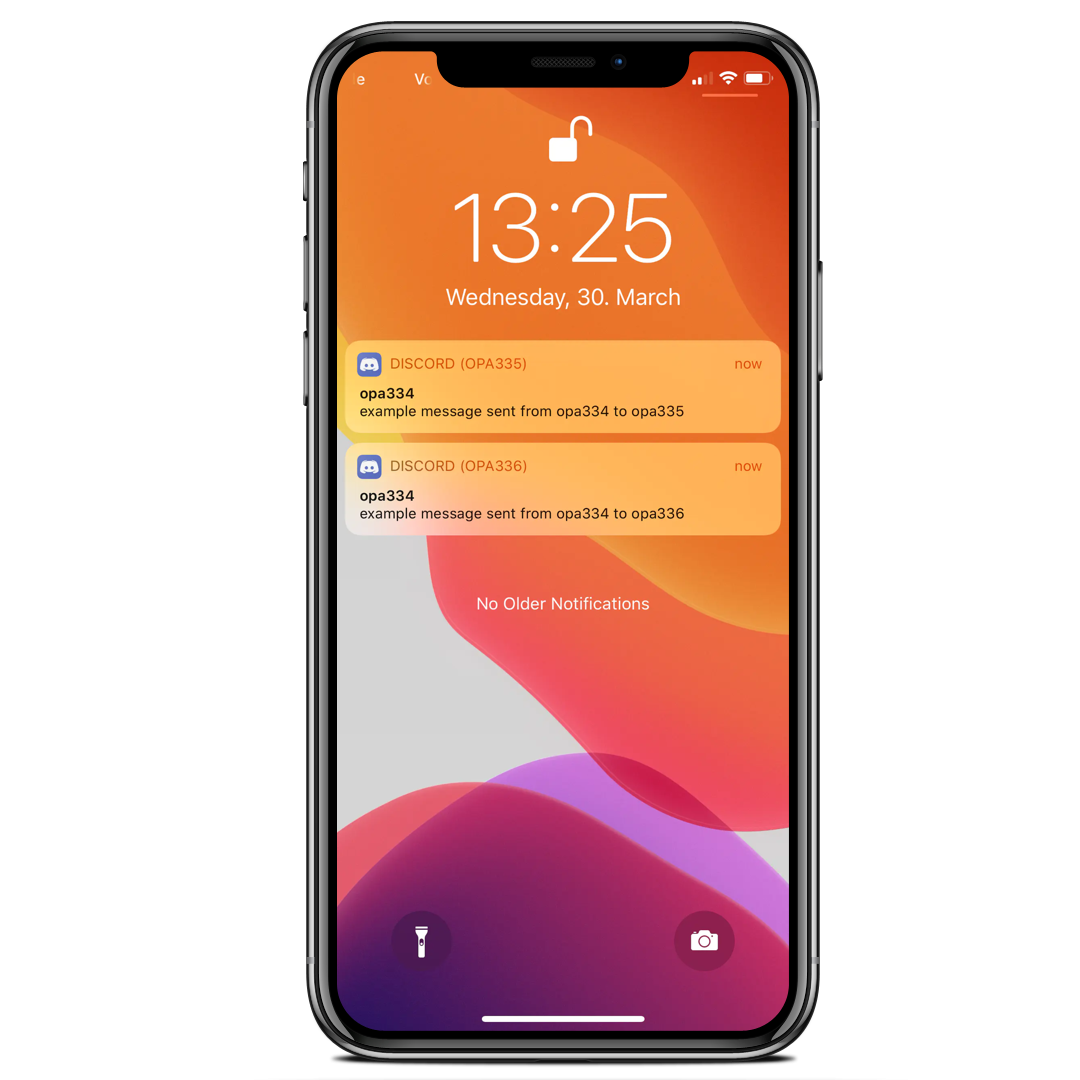 13:25
Wednesday, 30. March
DISCORD (OPA335) now
opa334
example message sent from opa334 to opa335
DISCORD (OPA336) now
opa334
example message sent from opa334 to opa336
No Older Notifications